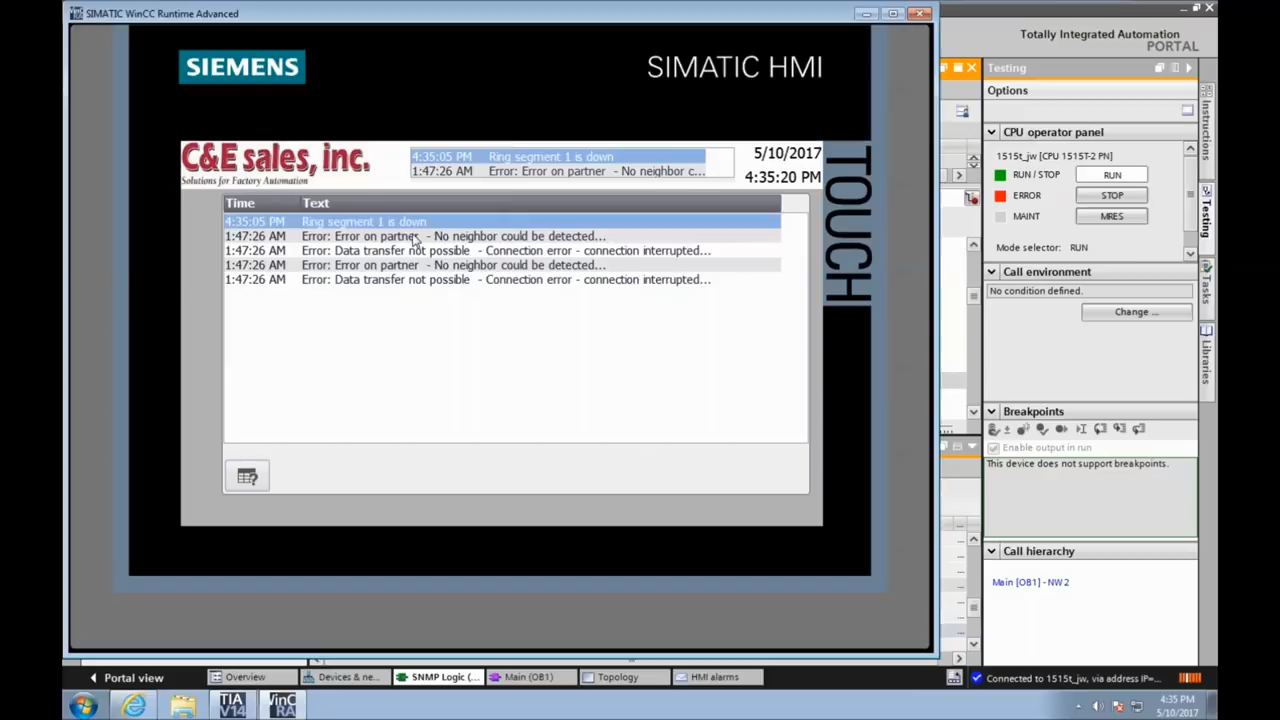 SIMATIC WinCC Runtime Advanced
Totally Integrated Automation
PORTAL
SIEMENS
SIMATIC HMI
TOUCH
C&E sales, inc.
Solutions for Factory Automation
4:35:05 PM Ring segment 1 is down
1:47:26 AM Error: Error on partner - No neighbor c...
5/10/2017
4:35:20 PM
Time Text
4:35:05 PM Ring segment 1 is down
1:47:26 AM Error: Error on partner - No neighbor could be detected...
1:47:26 AM Error: Data transfer not possible - Connection error - connection interrupted...
1:47:26 AM Error: Error on partner - No neighbor could be detected...
1:47:26 AM Error: Data transfer not possible - Connection error - connection interrupted...
Testing
Options
CPU operator panel
1515t_jw [CPU 1515T-2 PN]
RUN / STOP RUN
ERROR STOP
MAINT MRES
Mode selector: RUN
Call environment
No condition defined.
Change ...
Breakpoints
Enable output in run
This device does not support breakpoints.
Call hierarchy
Main [OB1] - NW 2
Instructions
Testing
Tasks
Libraries
Portal view
Overview
Devices & ne...
SNMP Logic (...
Main (OB1)
Topology
HMI alarms
Connected to 1515t_jw, via address IP=...
TIA
V14
WinC
RA
4:35 PM
5/10/2017